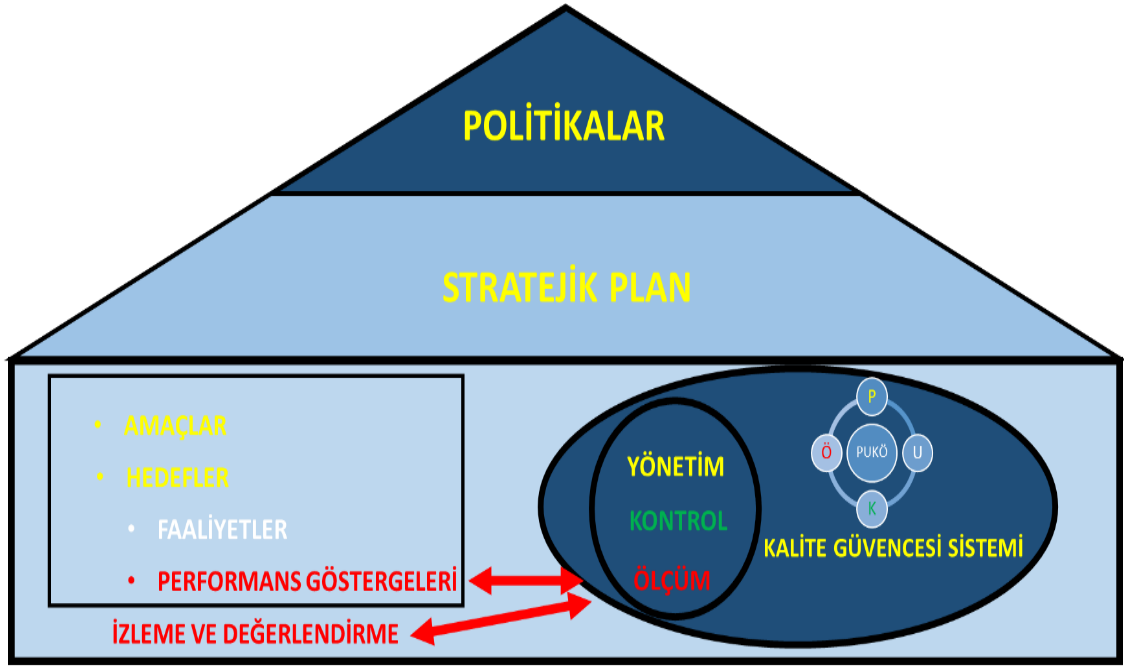 POLİTİKALAR
STRATEJİK PLAN
• AMAÇLAR
• HEDEFLER
• FAALİYETLER
• PERFORMANS GÖSTERGELERİ
İZLEME VE DEĞERLENDİRME
YÖNETİM
KONTROL
ÖLÇÜM
P
Ö
PUKÖ
U
K
KALİTE GÜVENCESİ SİSTEMİ